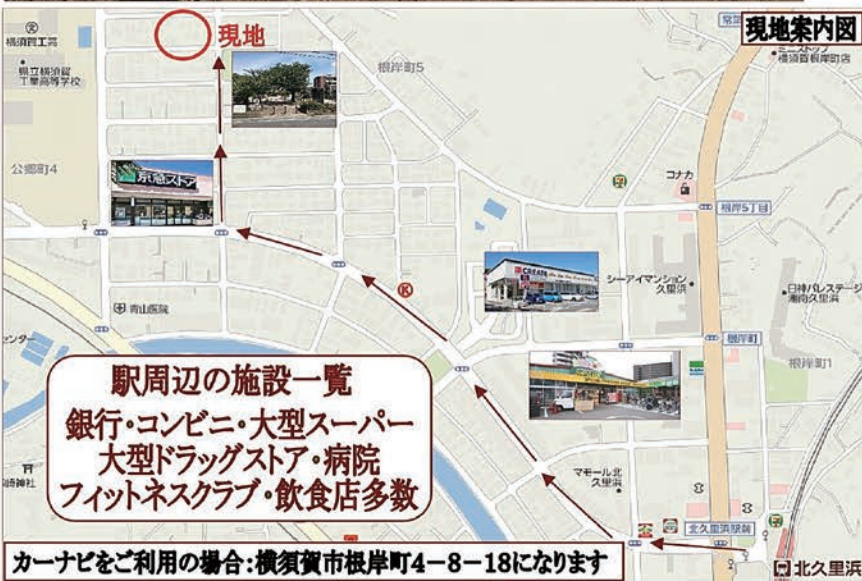 現地案内図
現地
横須賀工高
県立横須賀
工業高等学校
根岸町5
ミニストップ
横須賀根岸町店
公郷町4
京急ストア
コナカ
根岸5丁目
CREATE
シーアイマンション
久里浜
日神パレステージ
湘南久里浜
青山医院
K
根岸町
根岸町1
ンター
駅周辺の施設一覧
銀行・コンビニ・大型スーパー
大型ドラッグストア・病院
フィットネスクラブ・飲食店多数
マモール北
久里浜
神社
北久里浜駅前
北久里浜
カーナビをご利用の場合:横須賀市根岸町4-8-18になります